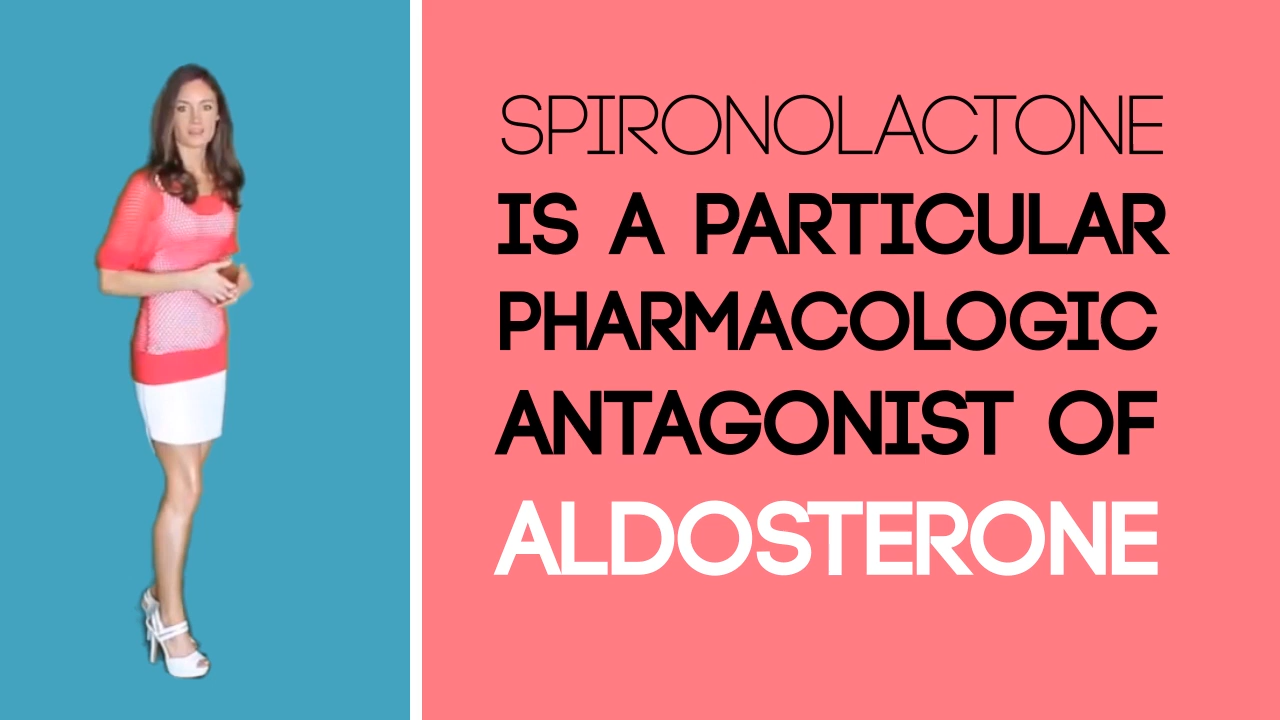 SPIRONOLACTONE
IS A PARTICULAR
PHARMACOLOGIC
ANTAGONIST OF
ALDOSTERONE